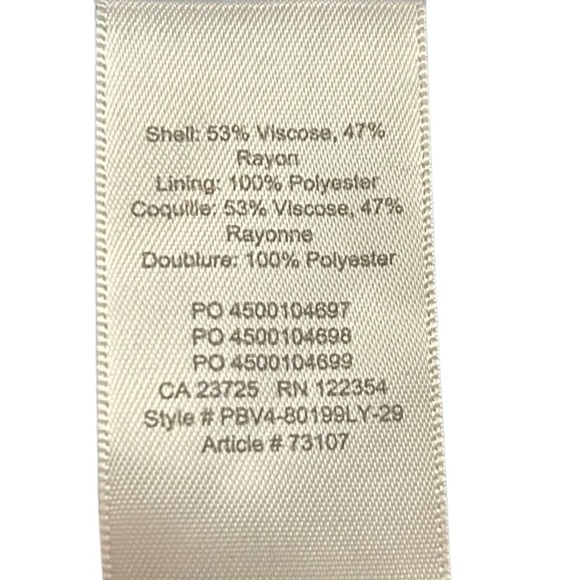 Shell: 53% Viscose, 47%
Rayon
Lining: 100% Polyester
Coquille: 53% Viscose, 47%
Rayonne
Doublure: 100% Polyester
PO 4500104697
PO 4500104698
PO 4500104699
CA 23725 RN 122354
Style # PBV4-80199LY-29
Article # 73107